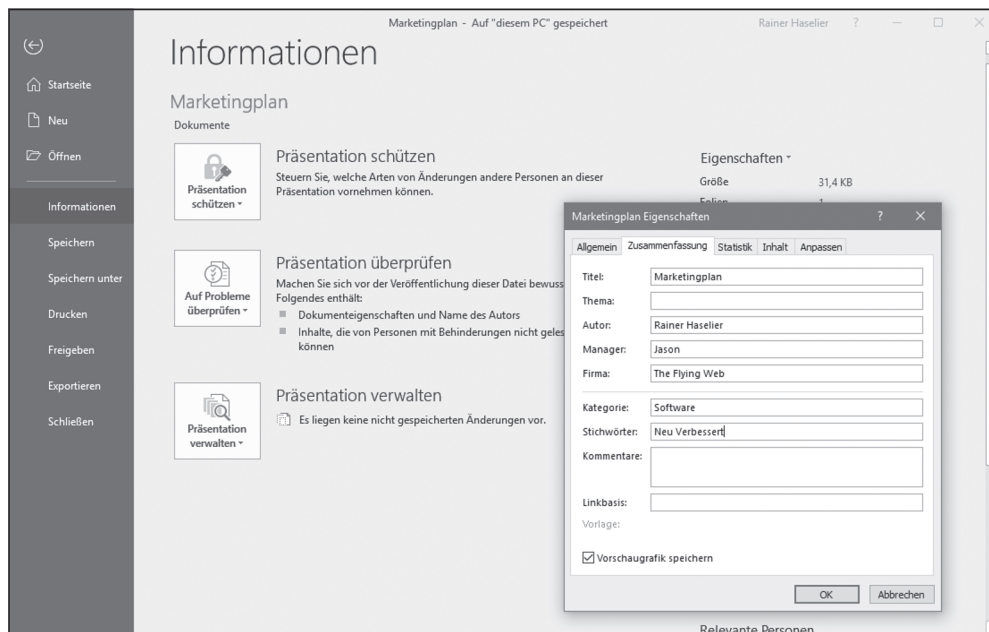 Marketingplan - Auf "diesem PC" gespeichert
Rainer Haselier ?
Informationen
Startseite
Neu
Öffnen
Informationen
Speichern
Speichern unter
Drucken
Freigeben
Exportieren
Schließen
Marketingplan
Dokumente
Präsentation schützen
Präsentation schützen
Steuern Sie, welche Arten von Änderungen andere Personen an dieser
Präsentation vornehmen können.
Auf Probleme überprüfen
Präsentation überprüfen
Machen Sie sich vor der Veröffentlichung dieser Datei bewuss
Folgendes enthält:
Dokumenteigenschaften und Name des Autors
Inhalte, die von Personen mit Behinderungen nicht geles
können
Präsentation verwalten
Präsentation verwalten
Es liegen keine nicht gespeicherten Änderungen vor.
Eigenschaften
Größe 31,4 KB
Folien 1
Marketingplan Eigenschaften ?
Allgemein Zusammenfassung Statistik Inhalt Anpassen
Titel: Marketingplan
Thema:
Autor: Rainer Haselier
Manager: Jason
Firma: The Flying Web
Kategorie: Software
Stichwörter: Neu Verbessert
Kommentare:
Linkbasis:
Vorlage:
Vorschaugrafik speichern
OK Abbrechen
Relevante Personen